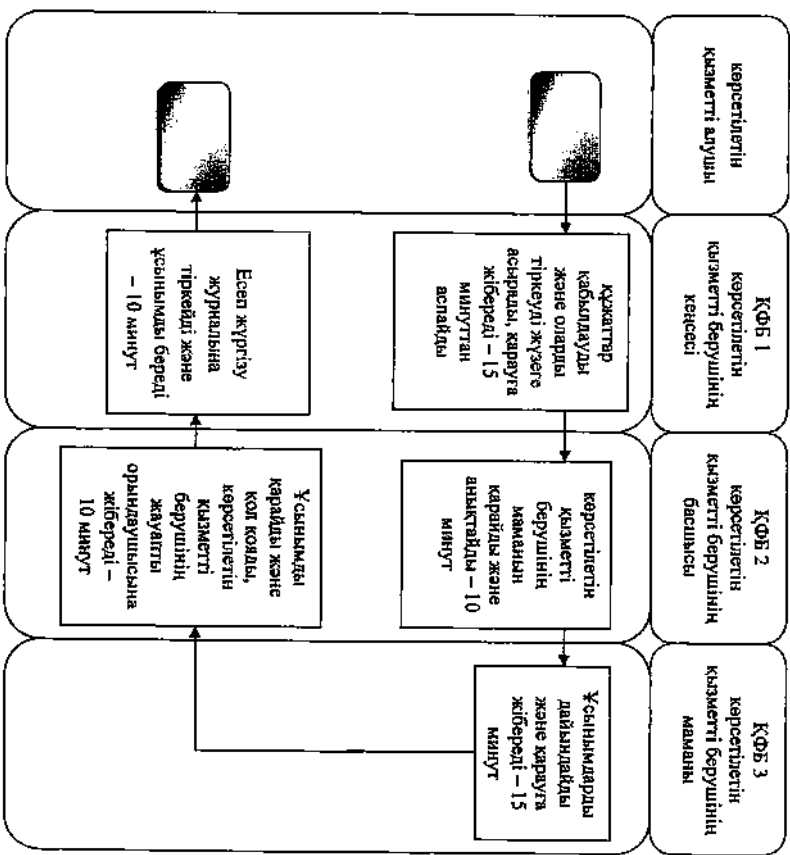 көрсетілетін
қызметті алушы
ҚФБ 1
көрсетілетін
қызметті берушінің
кеңсесі
ҚФБ 2
көрсетілетін
қызметті берушінің
басшысы
ҚФБ 3
көрсетілетін
қызметті берушінің
маманы
құжаттар
қабылдауды
және оларды
тіркеуді жүзеге
асырады, қарауға
жібереді – 15
минуттан
аспайды
көрсетілетін
қызметті
берушінің
маманын
қарайды және
анықтайды – 10
минут
Ұсынымдарды
дайындайды
және қарауға
жібереді – 15
минут
Ұсынымды
қарайды және
қол қояды,
көрсетілетін
қызметті
берушінің
жауапты
орындаушысына
жібереді –
10 минут
Есеп жүргізу
журналына
тіркейді және
ұсынымды береді
– 10 минут